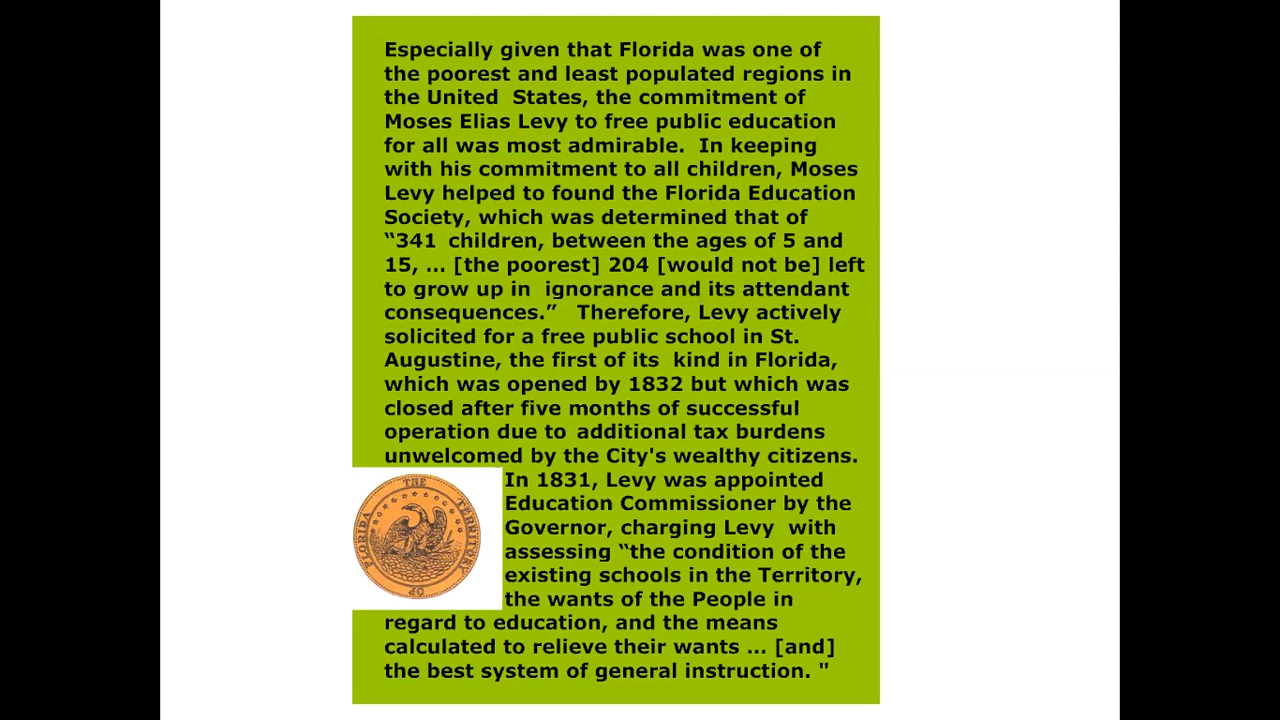 Especially given that Florida was one of
the poorest and least populated regions in
the United  States, the commitment of
Moses Elias Levy to free public education
for all was most admirable.  In keeping
with his commitment to all children, Moses
Levy helped to found the Florida Education
Society, which was determined that of
“341  children, between the ages of 5 and
15, … [the poorest] 204 [would not be] left
to grow up in  ignorance and its attendant
consequences.”   Therefore, Levy actively
solicited for a free public school in St.
Augustine, the first of its  kind in Florida,
which was opened by 1832 but which was
closed after five months of successful
operation due to additional tax burdens
unwelcomed by the City's wealthy citizens.
In 1831, Levy was appointed
Education Commissioner by the
Governor, charging Levy  with
assessing “the condition of the
existing schools in the Territory,
the wants of the People in
regard to education, and the means
calculated to relieve their wants … [and]
the best system of general instruction. "
THE TERRITORY OF FLORIDA